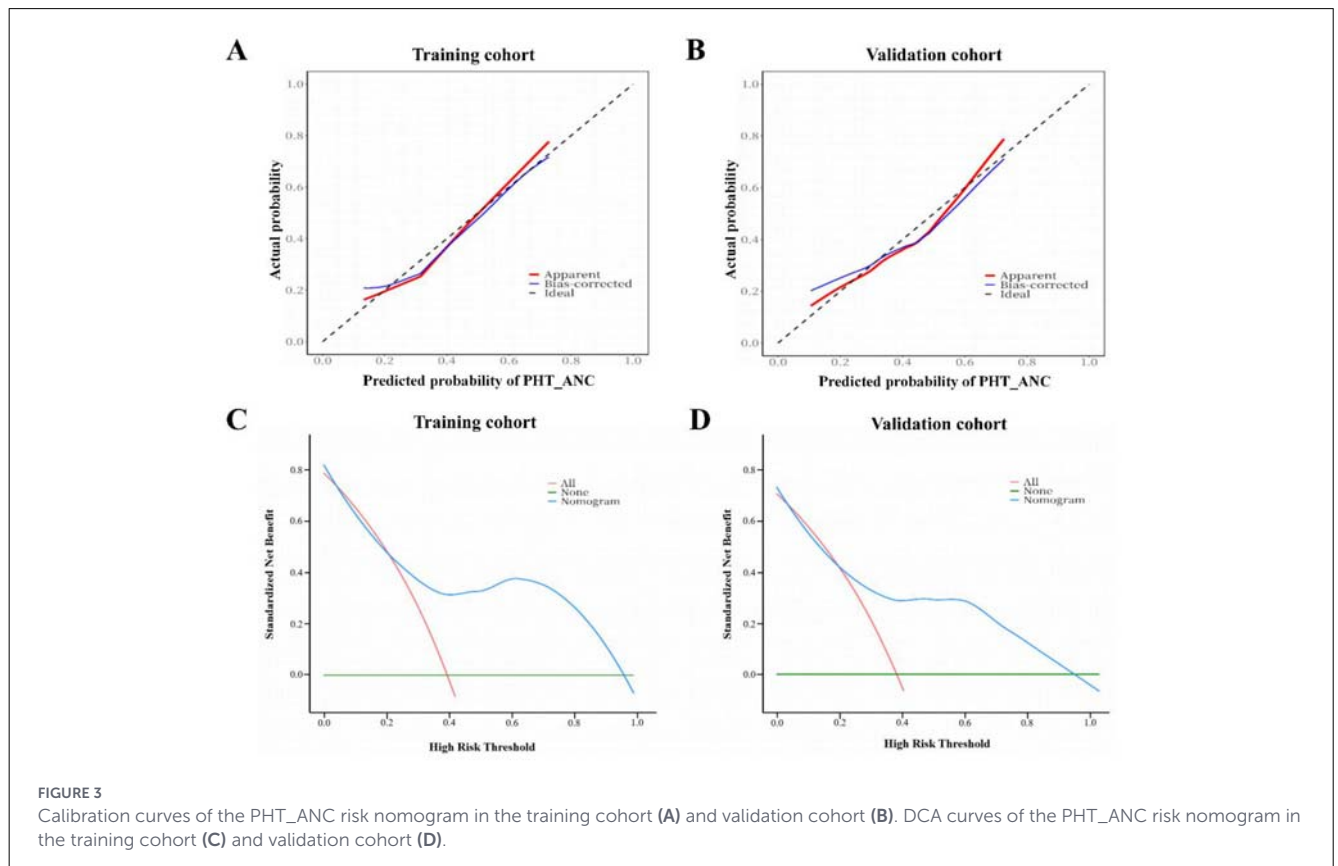 A
Training cohort
B
Validation cohort
1.0
0.8
0.6
0.4
0.2
0.0
Actual probability
Apparent
Bias-corrected
Ideal
0.0 0.2 0.4 0.6 0.8 1.0
Predicted probability of PHT_ANC
1.0
0.8
0.6
0.4
0.2
0.0
Actual probability
Apparent
Bias-corrected
Ideal
0.0 0.2 0.4 0.6 0.8 1.0
Predicted probability of PHT_ANC
C
Training cohort
D
Validation cohort
0.8
0.6
0.4
0.2
0.0
Standardized Net Benefit
All
None
Nomogram
0.0 0.2 0.4 0.6 0.8 1.0
High Risk Threshold
0.8
0.6
0.4
0.2
0.0
Standardized Net Benefit
All
None
Nomogram
0.0 0.2 0.4 0.6 0.8 1.0
High Risk Threshold
FIGURE 3
Calibration curves of the PHT_ANC risk nomogram in the training cohort (A) and validation cohort (B). DCA curves of the PHT_ANC risk nomogram in
the training cohort (C) and validation cohort (D).